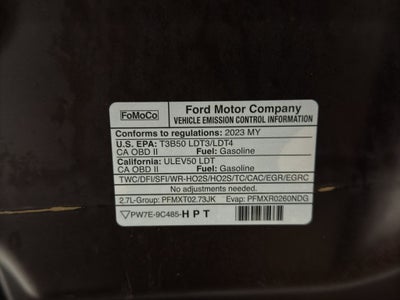 FoMoCo
Ford Motor Company
VEHICLE EMISSION CONTROL INFORMATION
Conforms to regulations: 2023 MY
U.S. EPA: T3B50 LDT3/LDT4
CA OBD II Fuel: Gasoline
California: ULEV50 LDT
CA OBD II Fuel: Gasoline
TWC/DFI/SFI/WR-HO2S/HO2S/TC/CAC/EGR/EGRC
No adjustments needed.
2.7L-Group: PFMXT02.73JK Evap: PFMXR0260NDG
PW7E-9C485-HPT